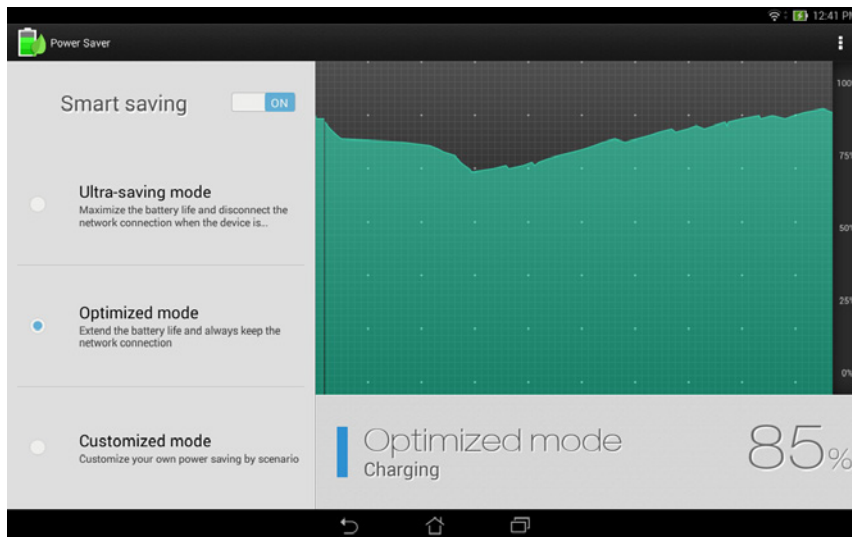 12:41 PM
Power Saver
Smart saving
ON
100
75%
50%
25%
0%
Ultra-saving mode
Maximize the battery life and disconnect the
network connection when the device is...
Optimized mode
Extend the battery life and always keep the
network connection
Customized mode
Customize your own power saving by scenario
Optimized mode
85%
Charging